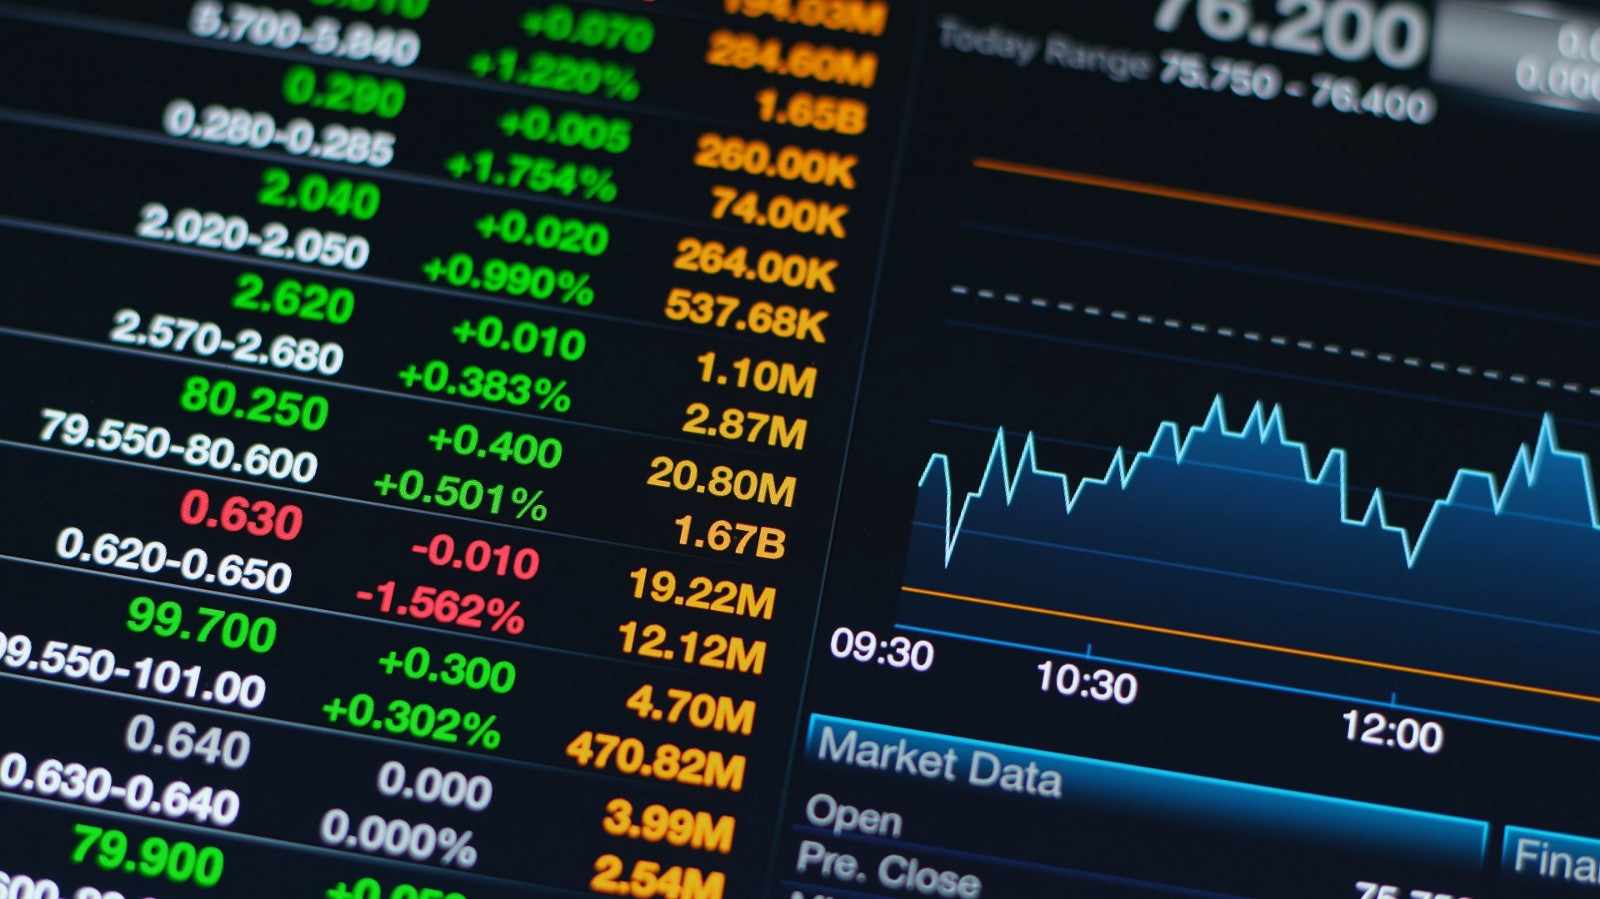 194.03M
5.700-5.840
+0.070
284.60M
0.290
+1.220%
1.65B
0.280-0.285
+0.005
260.00K
2.040
+1.754%
74.00K
2.020-2.050
+0.020
264.00K
2.620
+0.990%
537.68K
2.570-2.680
+0.010
1.10M
80.250
+0.383%
2.87M
79.550-80.600
+0.400
20.80M
0.630
+0.501%
1.67B
0.620-0.650
-0.010
19.22M
99.700
-1.562%
12.12M
99.550-101.00
+0.300
4.70M
0.640
+0.302%
470.82M
0.630-0.640
0.000
3.99M
79.900
0.000%
2.54M
76.200
Today Range 75.750 - 76.400
09:30
10:30
12:00
Market Data
Open
Pre. Close